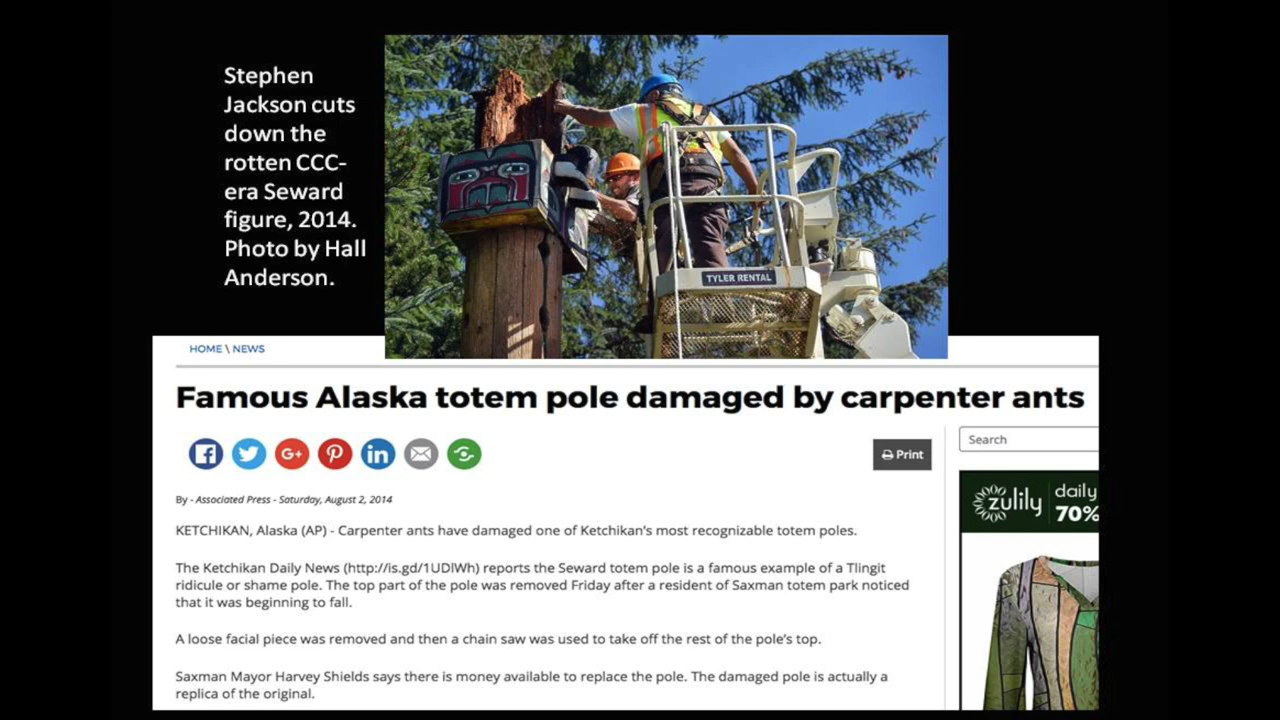 Stephen
Jackson cuts
down the
rotten CCC-
era Seward
figure, 2014.
Photo by Hall
Anderson.
TYLER RENTAL
HOME \ NEWS
Famous Alaska totem pole damaged by carpenter ants
G+
in
Print
Search
By - Associated Press - Saturday, August 2, 2014
zulily
daily
70%
KETCHIKAN, Alaska (AP) - Carpenter ants have damaged one of Ketchikan's most recognizable totem poles.
The Ketchikan Daily News (http://is.gd/1UDlWh) reports the Seward totem pole is a famous example of a Tlingit
ridicule or shame pole. The top part of the pole was removed Friday after a resident of Saxman totem park noticed
that it was beginning to fall.
A loose facial piece was removed and then a chain saw was used to take off the rest of the pole's top.
Saxman Mayor Harvey Shields says there is money available to replace the pole. The damaged pole is actually a
replica of the original.